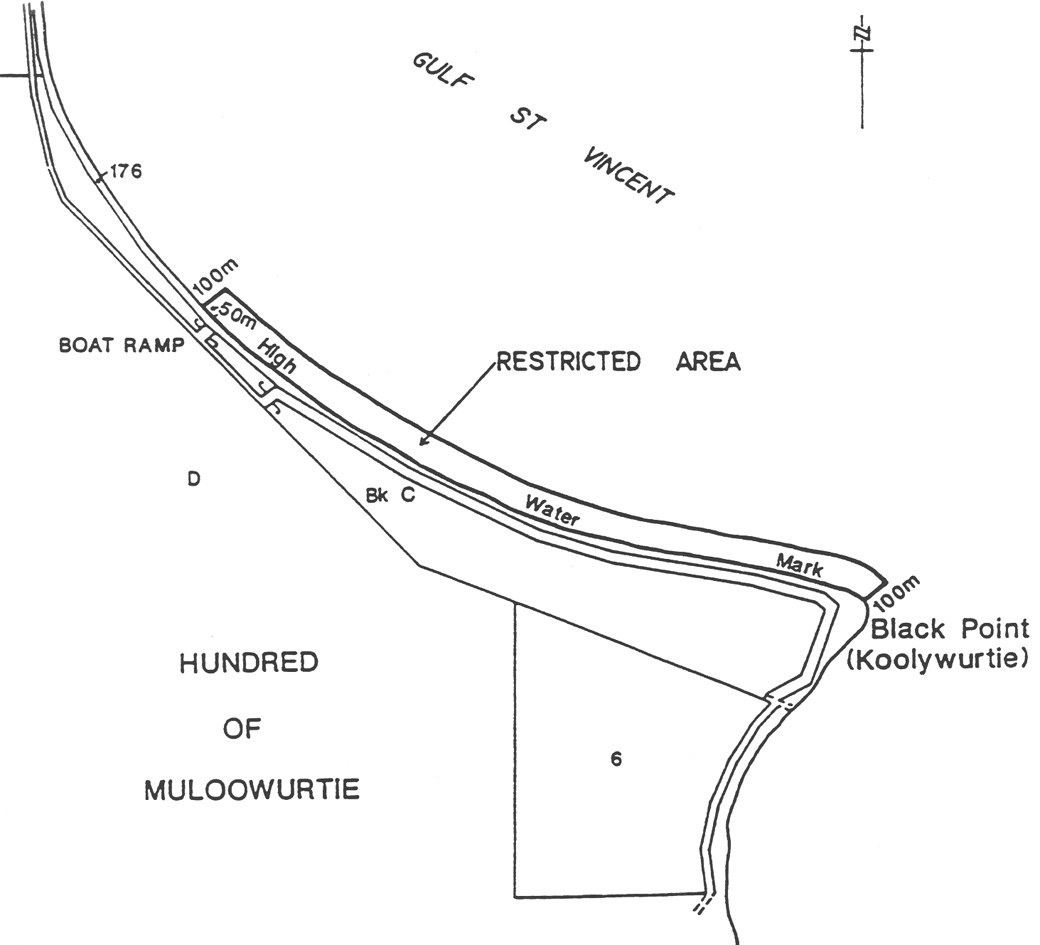 GULF
ST
VINCENT
N
176
100m
50m
BOAT RAMP
High
RESTRICTED AREA
D
Bk C
Water
Mark
100m
Black Point
(Koolywurtie)
HUNDRED
OF
MULOOWURTIE
6